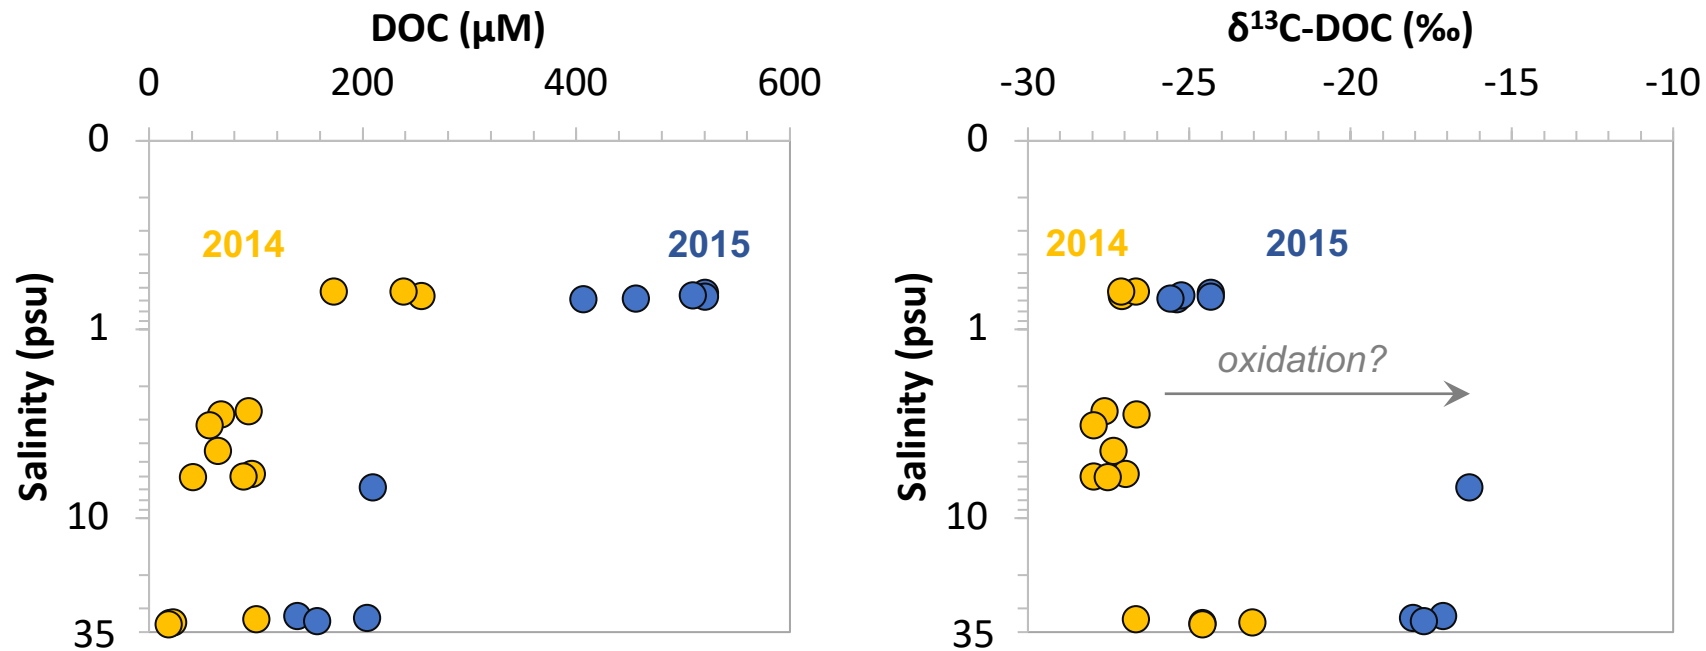 DOC (µM)
0 200 400 600
0
1
10
35
Salinity (psu)
2014
2015
δ¹³C-DOC (‰)
-30 -25 -20 -15 -10
0
1
10
35
Salinity (psu)
2014
2015
oxidation?